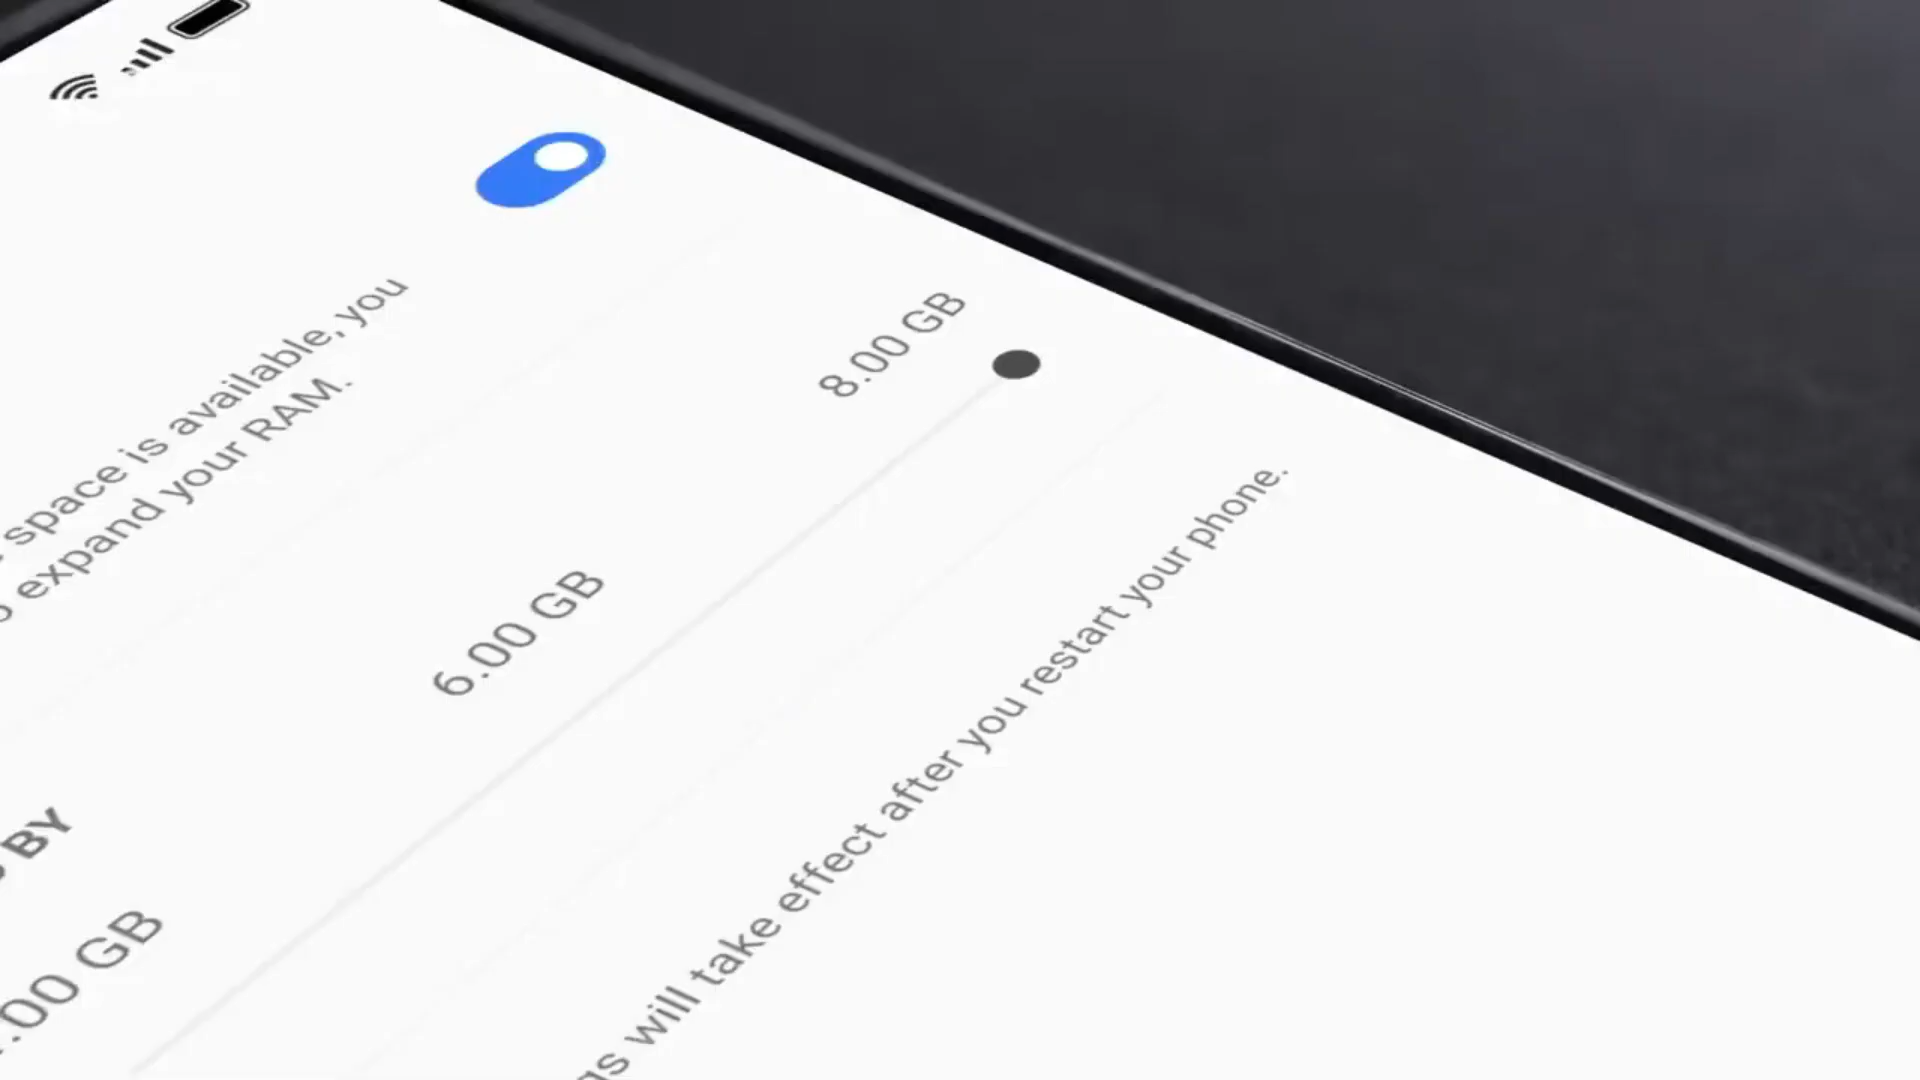 space is available, you
expand your RAM.
BY
.00 GB
6.00 GB
8.00 GB
will take effect after you restart your phone.